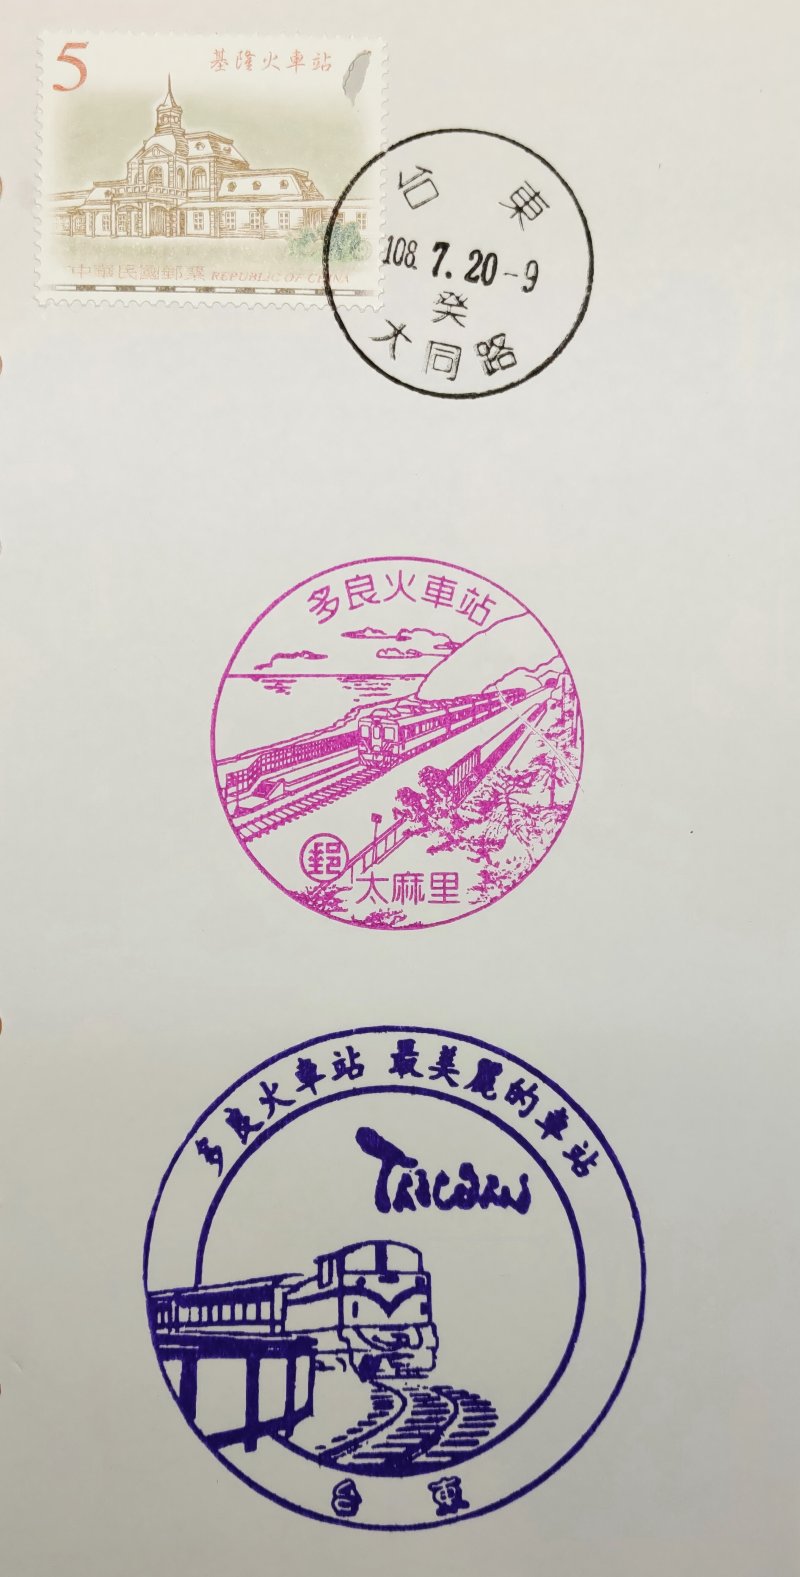 5
基隆火車站
中華民國郵票 REPUBLIC OF CHINA
台東
108. 7. 20-9
癸
大同路
多良火車站
郵
太麻里
多良火車站 最美麗的車站
TAIWAN
台東